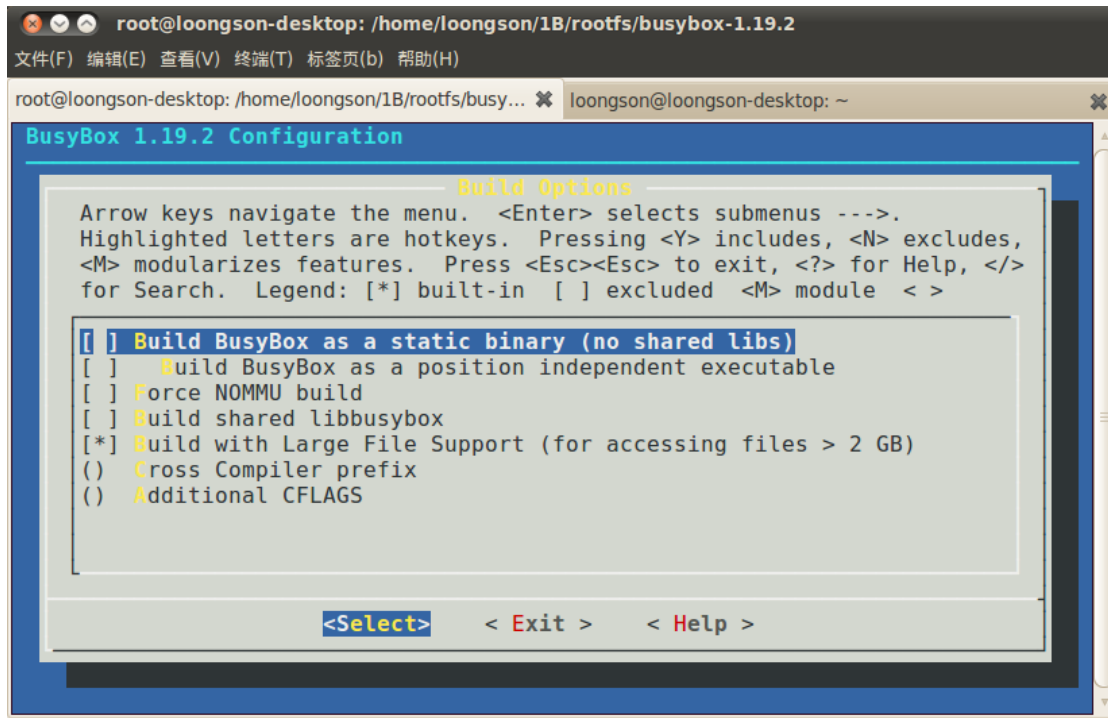 root@loongson-desktop: /home/loongson/1B/rootfs/busybox-1.19.2
文件(F) 编辑(E) 查看(V) 终端(T) 标签页(b) 帮助(H)
root@loongson-desktop: /home/loongson/1B/rootfs/busy... loongson@loongson-desktop: ~
BusyBox 1.19.2 Configuration
Build Options
Arrow keys navigate the menu. <Enter> selects submenus --->.
Highlighted letters are hotkeys. Pressing <Y> includes, <N> excludes,
<M> modularizes features. Press <Esc><Esc> to exit, <?> for Help, </>
for Search. Legend: [*] built-in [ ] excluded <M> module < >
[ ] Build BusyBox as a static binary (no shared libs)
[ ] Build BusyBox as a position independent executable
[ ] Force NOMMU build
[ ] Build shared libbusybox
[*] Build with Large File Support (for accessing files > 2 GB)
() Cross Compiler prefix
() Additional CFLAGS
<Select> < Exit > < Help >